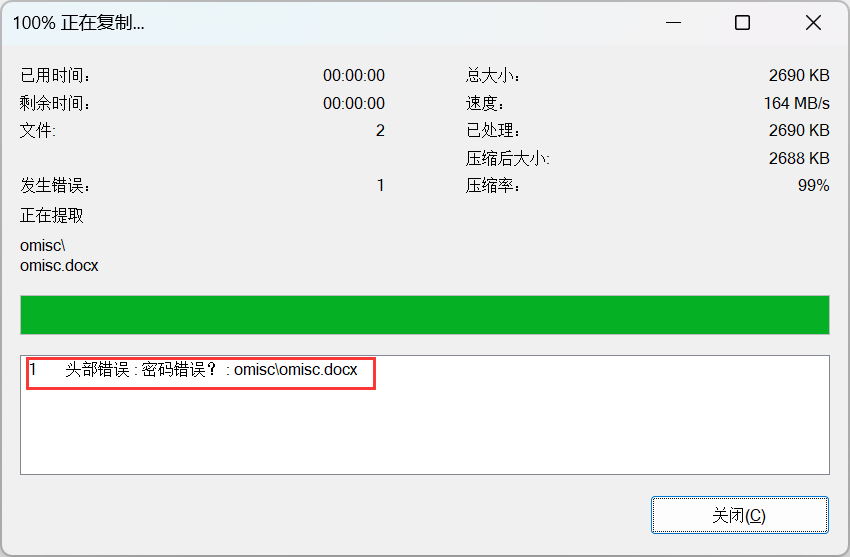 100% 正在复制...
已用时间： 00:00:00 总大小： 2690 KB
剩余时间： 00:00:00 速度： 164 MB/s
文件: 2 已处理： 2690 KB
压缩后大小: 2688 KB
发生错误： 1 压缩率： 99%
正在提取
omisc\
omisc.docx
1 头部错误 : 密码错误？ : omisc\omisc.docx
关闭(C)